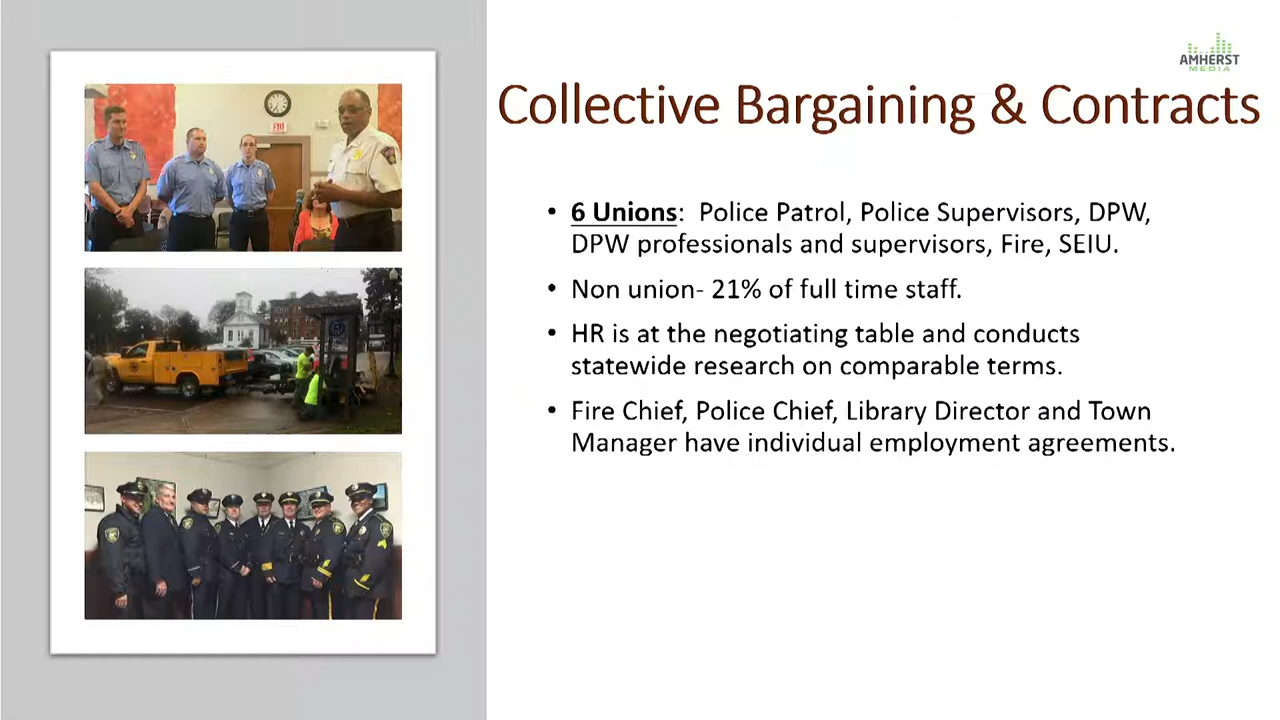 AMHERST
MEDIA
Collective Bargaining & Contracts
• 6 Unions:  Police Patrol, Police Supervisors, DPW,
DPW professionals and supervisors, Fire, SEIU.
• Non union- 21% of full time staff.
• HR is at the negotiating table and conducts
statewide research on comparable terms.
• Fire Chief, Police Chief, Library Director and Town
Manager have individual employment agreements.